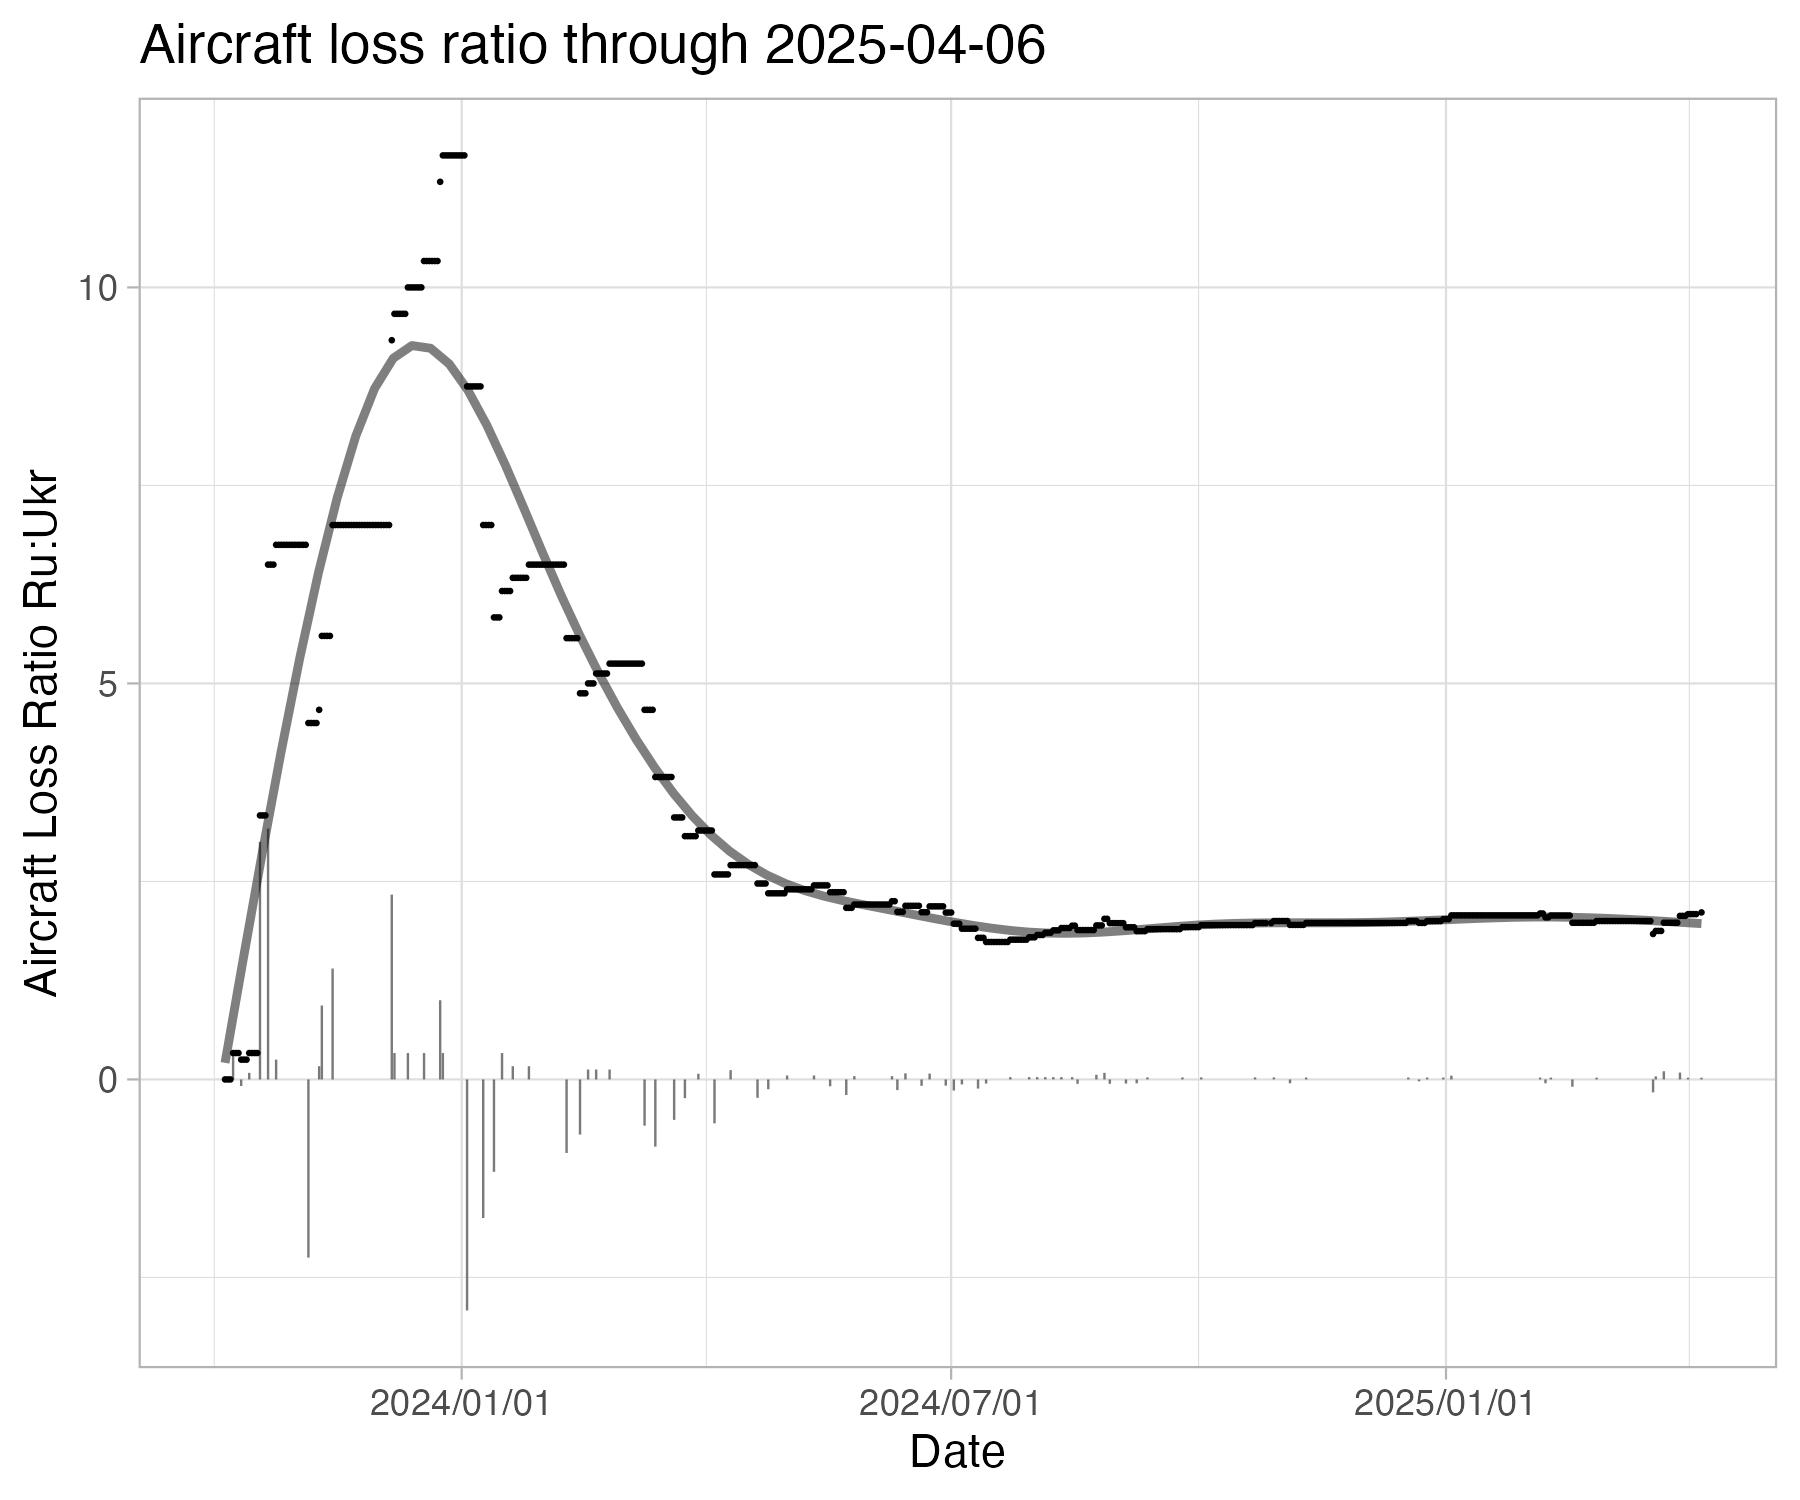 Aircraft loss ratio through 2025-04-06
Aircraft Loss Ratio Ru:Ukr
10
5
0
2024/01/01
2024/07/01
2025/01/01
Date